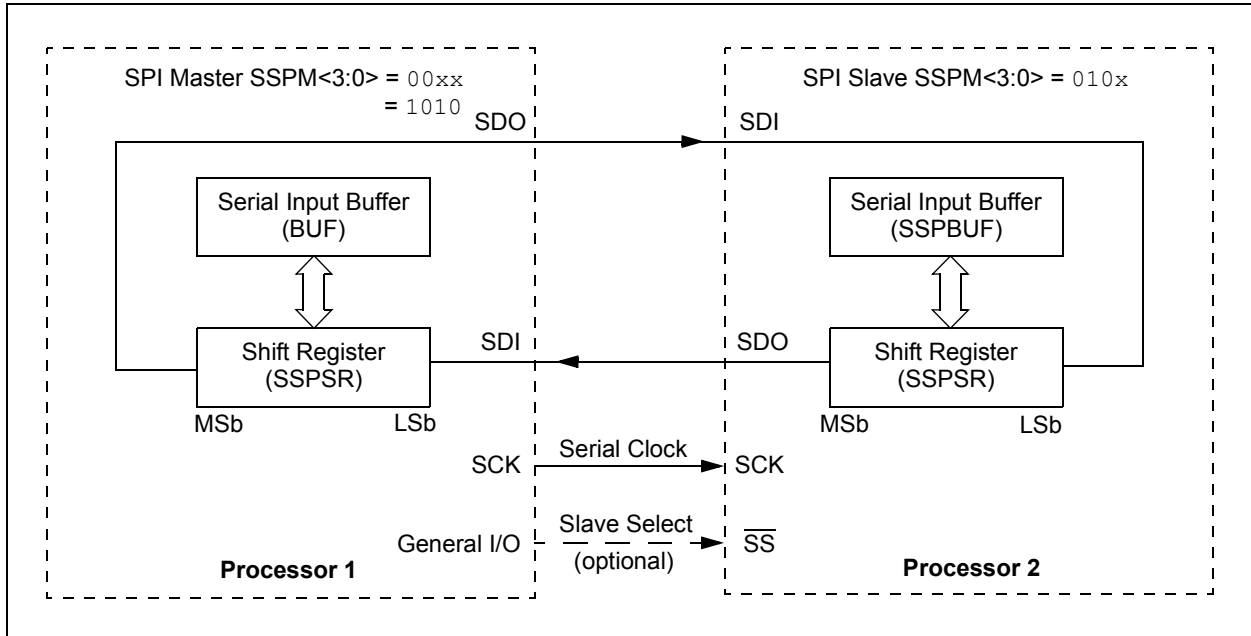 SPI Master SSPM<3:0> = 00xx
= 1010
SPI Slave SSPM<3:0> = 010x
SDO
SDI
Serial Input Buffer
(BUF)
Serial Input Buffer
(SSPBUF)
SDI
SDO
Shift Register
(SSPSR)
Shift Register
(SSPSR)
MSb
LSb
MSb
LSb
SCK
Serial Clock
SCK
General I/O
Slave Select
(optional)
SS
Processor 1
Processor 2